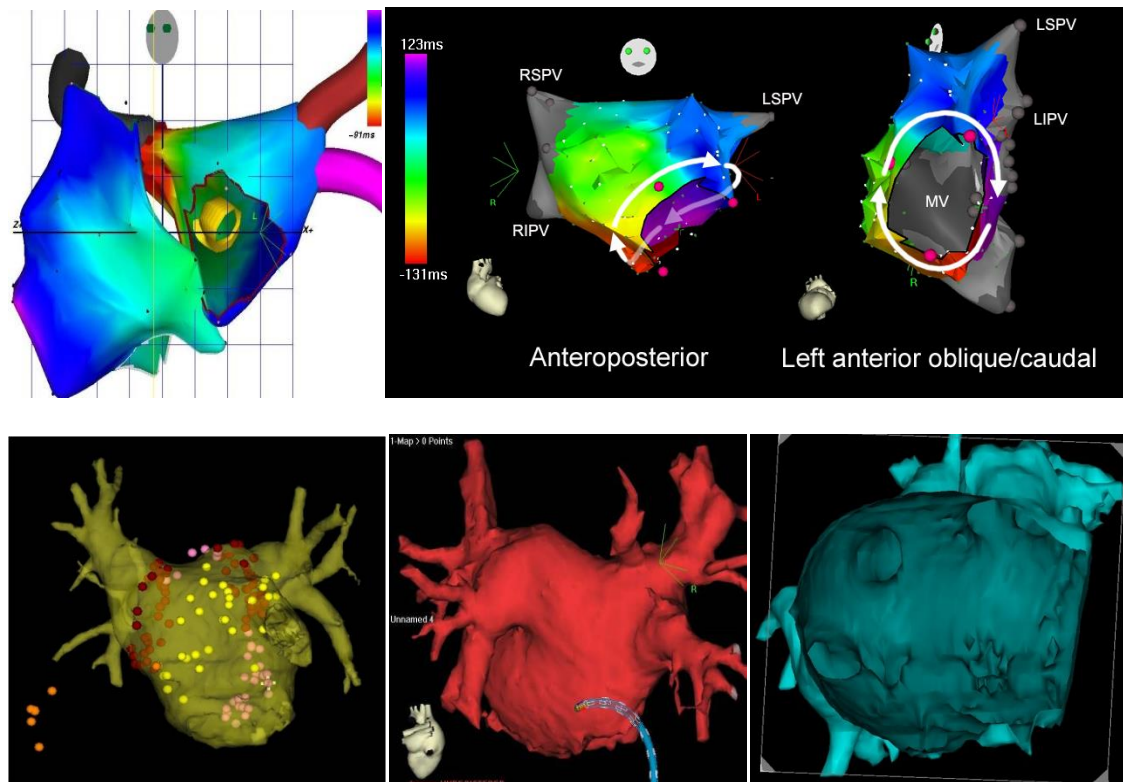 -91ms
L
Z+
X+
123ms
-131ms
RSPV
LSPV
RIPV
R
L
Anteroposterior
LSPV
LIPV
MV
R
Left anterior oblique/caudal
1-Map > 0 Points
Unnamed 4
R